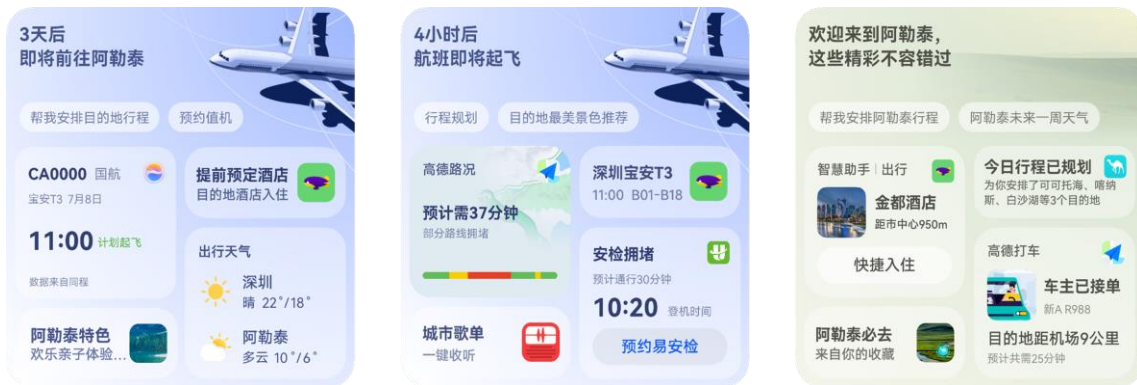 3天后
即将前往阿勒泰
帮我安排目的地行程
预约值机
CA0000 国航
宝安T3 7月8日
11:00 计划起飞
数据来自同程
阿勒泰特色
欢乐亲子体验...
提前预定酒店
目的地酒店入住
出行天气
深圳
晴 22°/18°
阿勒泰
多云 10°/6°
4小时后
航班即将起飞
行程规划
目的地最美景色推荐
高德路况
预计需37分钟
部分路线拥堵
城市歌单
一键收听
深圳宝安T3
11:00 B01-B18
安检拥堵
预计通行30分钟
10:20 登机时间
预约易安检
欢迎来到阿勒泰，
这些精彩不容错过
帮我安排阿勒泰行程
阿勒泰未来一周天气
智慧助手 | 出行
金都酒店
距市中心950m
快捷入住
阿勒泰必去
来自你的收藏
今日行程已规划
为你安排了可可托海、喀纳
斯、白沙湖等3个目的地
高德打车
车主已接单
新A R988
目的地距机场9公里
预计共需25分钟